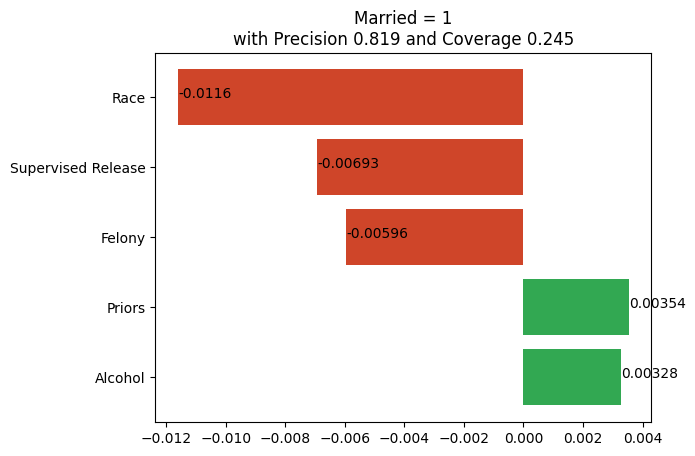 Married = 1
with Precision 0.819 and Coverage 0.245
Race
-0.0116
Supervised Release
-0.00693
Felony
-0.00596
Priors
0.00354
Alcohol
0.00328
−0.012 −0.010 −0.008 −0.006 −0.004 −0.002 0.000 0.002 0.004